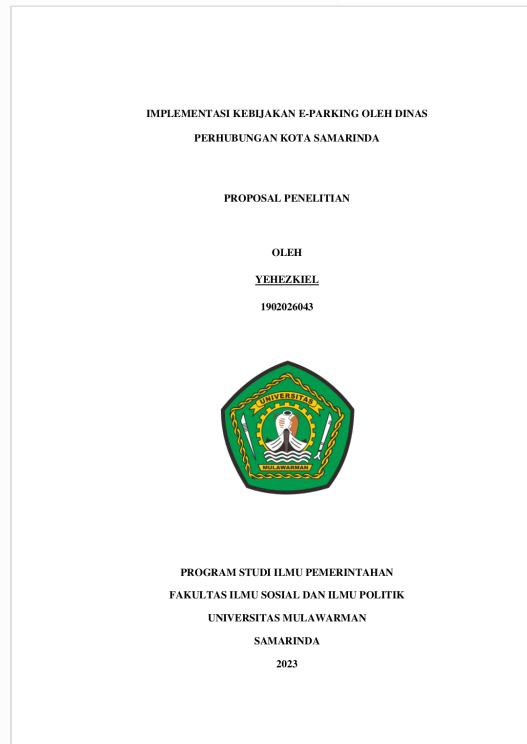 IMPLEMENTASI KEBIJAKAN E-PARKING OLEH DINAS
PERHUBUNGAN KOTA SAMARINDA
PROPOSAL PENELITIAN
OLEH
YEHEZKIEL
1902026043
UNIVERSITAS
MULAWARMAN
PROGRAM STUDI ILMU PEMERINTAHAN
FAKULTAS ILMU SOSIAL DAN ILMU POLITIK
UNIVERSITAS MULAWARMAN
SAMARINDA
2023